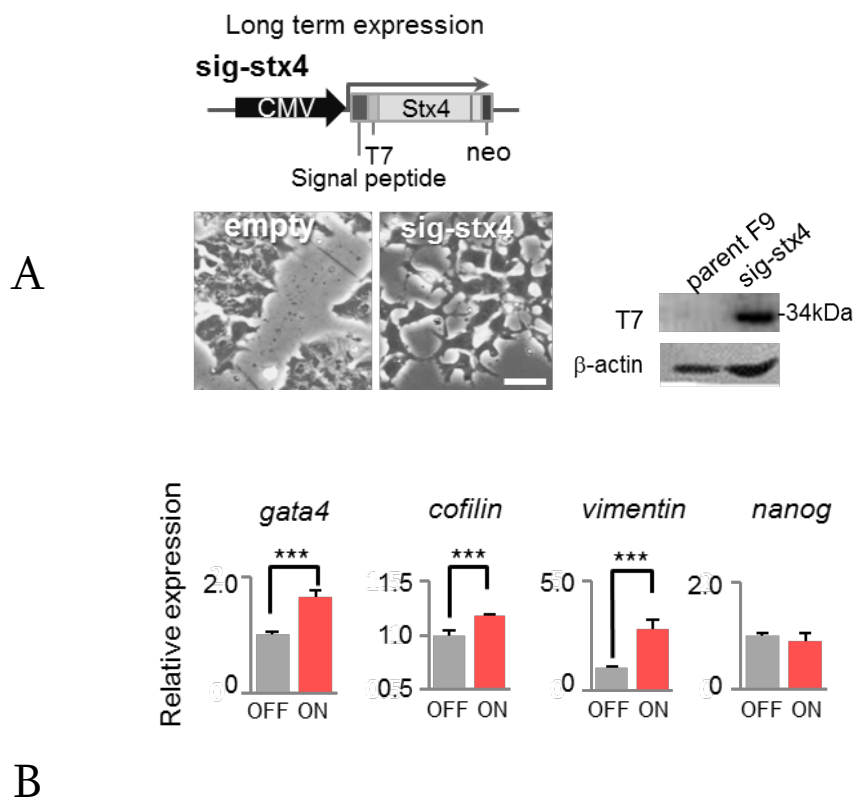 Long term expression
sig-stx4
CMV
Stx4
T7
neo
Signal peptide
A
empty
sig-stx4
parent F9
sig-stx4
T7
-34kDa
β-actin
Relative expression
gata4
cofilin
vimentin
nanog
***
***
***
2.0
0
1.5
1.0
0.5
5.0
0
2
0
OFF ON
OFF ON
OFF ON
OFF ON
B